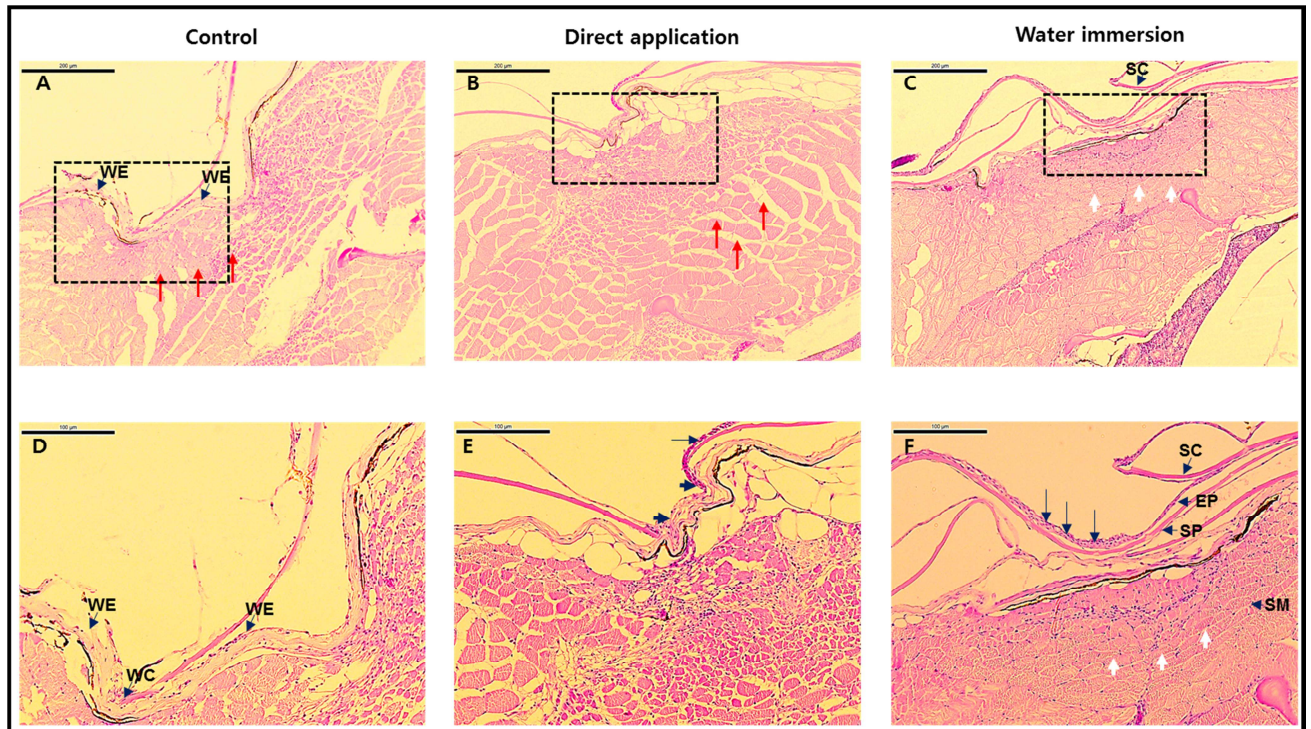 Control
Direct application
Water immersion
200 µm
A
WE
WE
200 µm
B
200 µm
C
SC
100 µm
D
WE
WE
WC
100 µm
E
100 µm
F
SC
EP
SP
SM